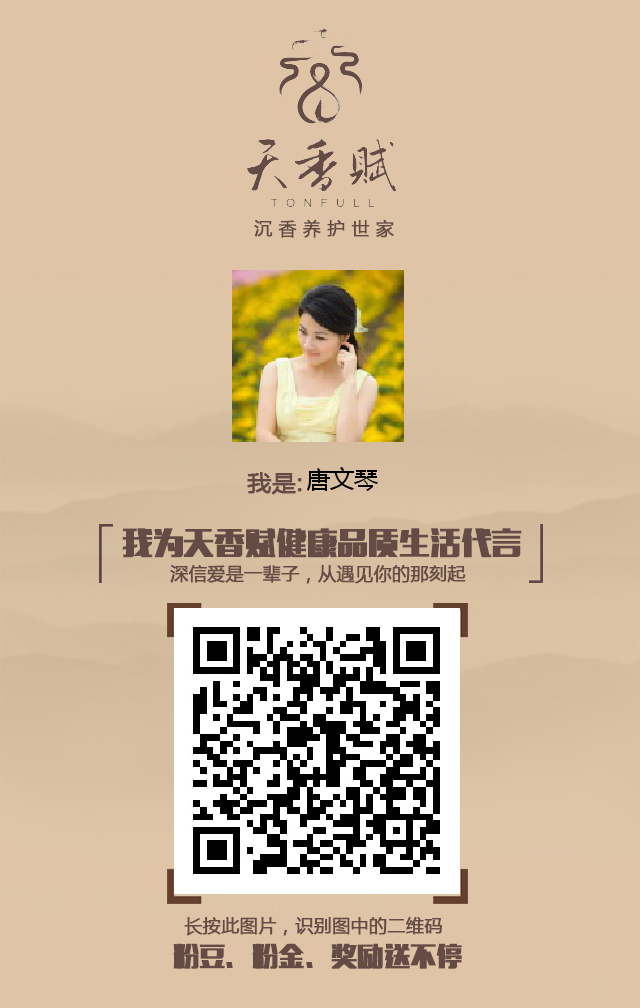 天香赋
TONFULL
沉香养护世家
我是:唐文琴
我为天香赋健康品质生活代言
深信爱是一辈子，从遇见你的那刻起
长按此图片，识别图中的二维码
粉豆、粉金、奖励送不停